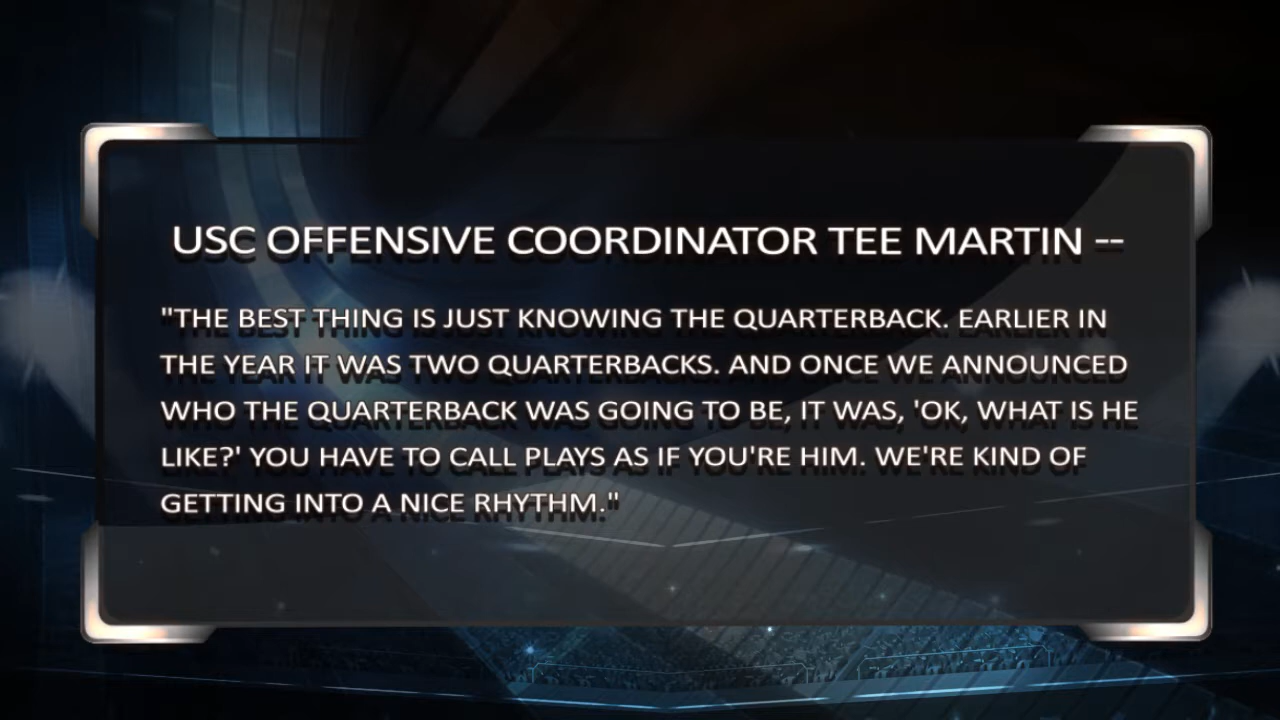 USC OFFENSIVE COORDINATOR TEE MARTIN --
"THE BEST THING IS JUST KNOWING THE QUARTERBACK. EARLIER IN
THE YEAR IT WAS TWO QUARTERBACKS. AND ONCE WE ANNOUNCED
WHO THE QUARTERBACK WAS GOING TO BE, IT WAS, 'OK, WHAT IS HE
LIKE?' YOU HAVE TO CALL PLAYS AS IF YOU'RE HIM. WE'RE KIND OF
GETTING INTO A NICE RHYTHM."